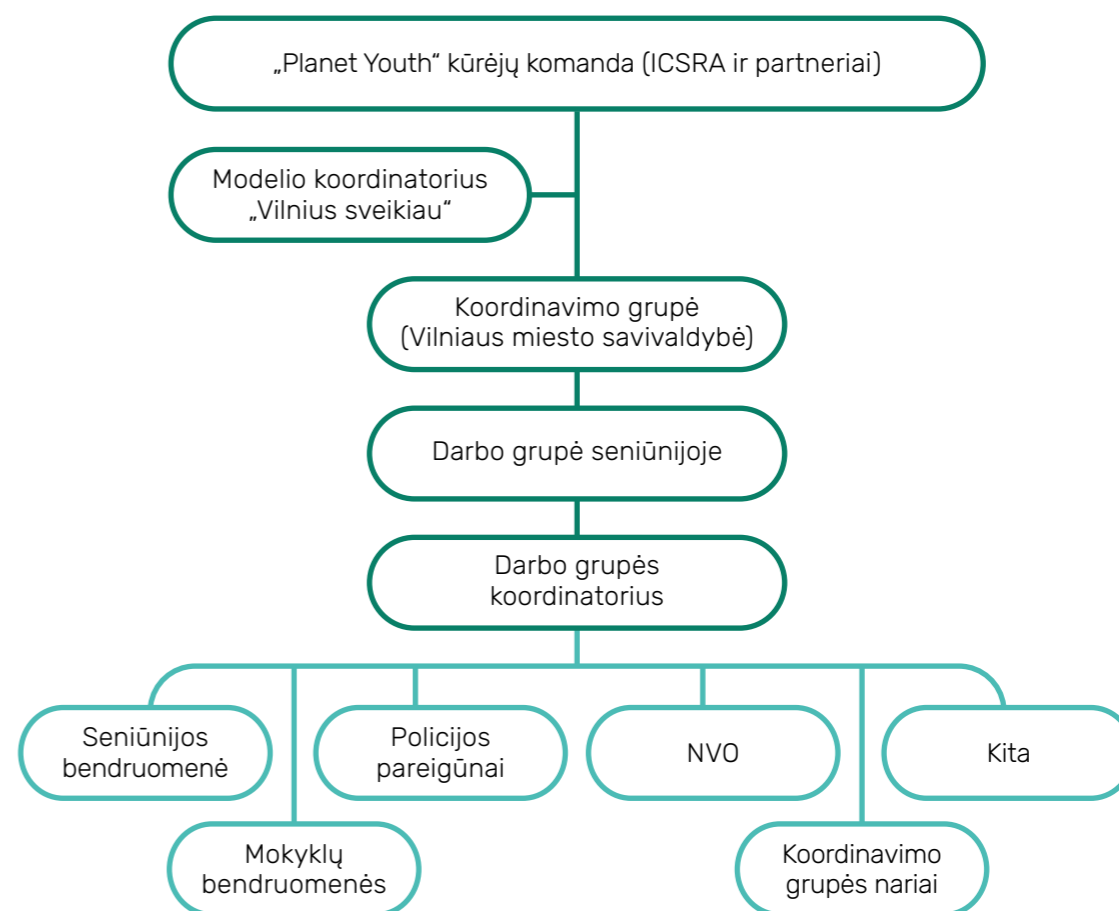 „Planet Youth“ kūrėjų komanda (ICSRA ir partneriai)
Modelio koordinatorius
„Vilnius sveikiau“
Koordinavimo grupė
(Vilniaus miesto savivaldybė)
Darbo grupė seniūnijoje
Darbo grupės
koordinatorius
Seniūnijos
bendruomenė
Policijos
pareigūnai
NVO
Kita
Mokyklų
bendruomenės
Koordinavimo
grupės nariai